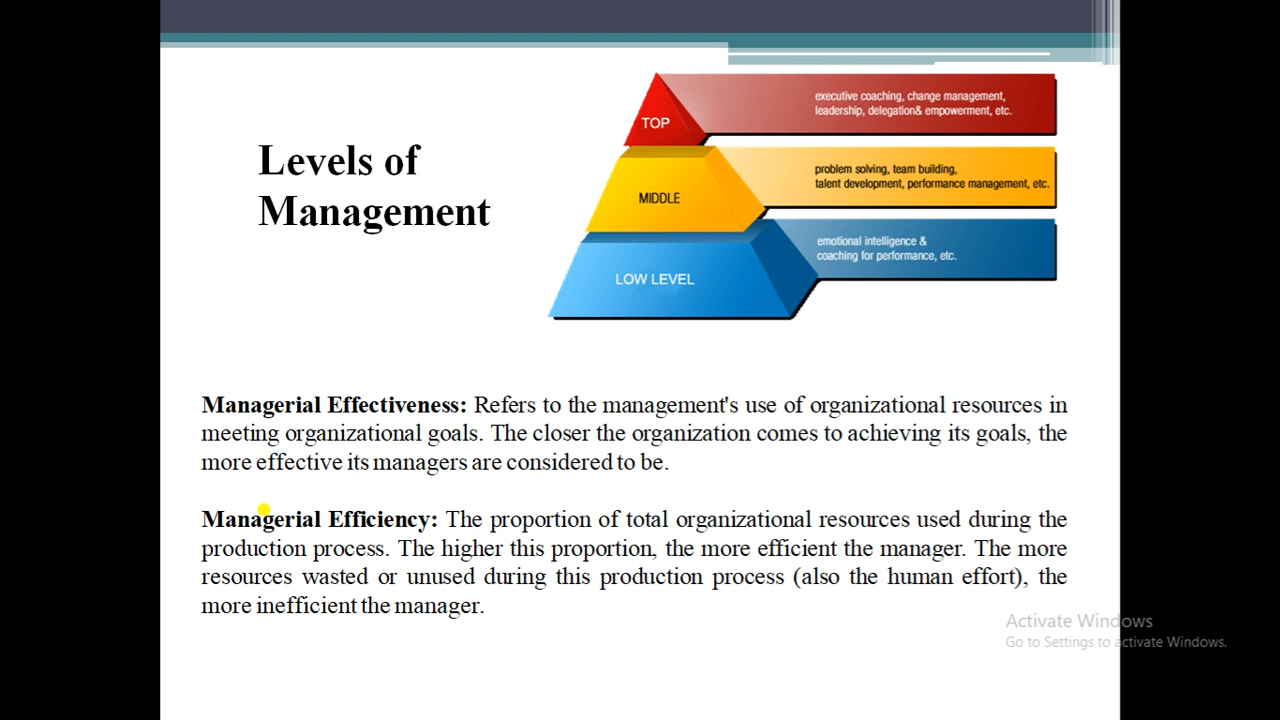 Levels of
Management
TOP
executive coaching, change management,
leadership, delegation& empowerment, etc.
MIDDLE
problem solving, team building,
talent development, performance management, etc.
LOW LEVEL
emotional intelligence &
coaching for performance, etc.
Managerial Effectiveness: Refers to the management's use of organizational resources in
meeting organizational goals. The closer the organization comes to achieving its goals, the
more effective its managers are considered to be.
Managerial Efficiency: The proportion of total organizational resources used during the
production process. The higher this proportion, the more efficient the manager. The more
resources wasted or unused during this production process (also the human effort), the
more inefficient the manager.
Activate Windows
Go to Settings to activate Windows.